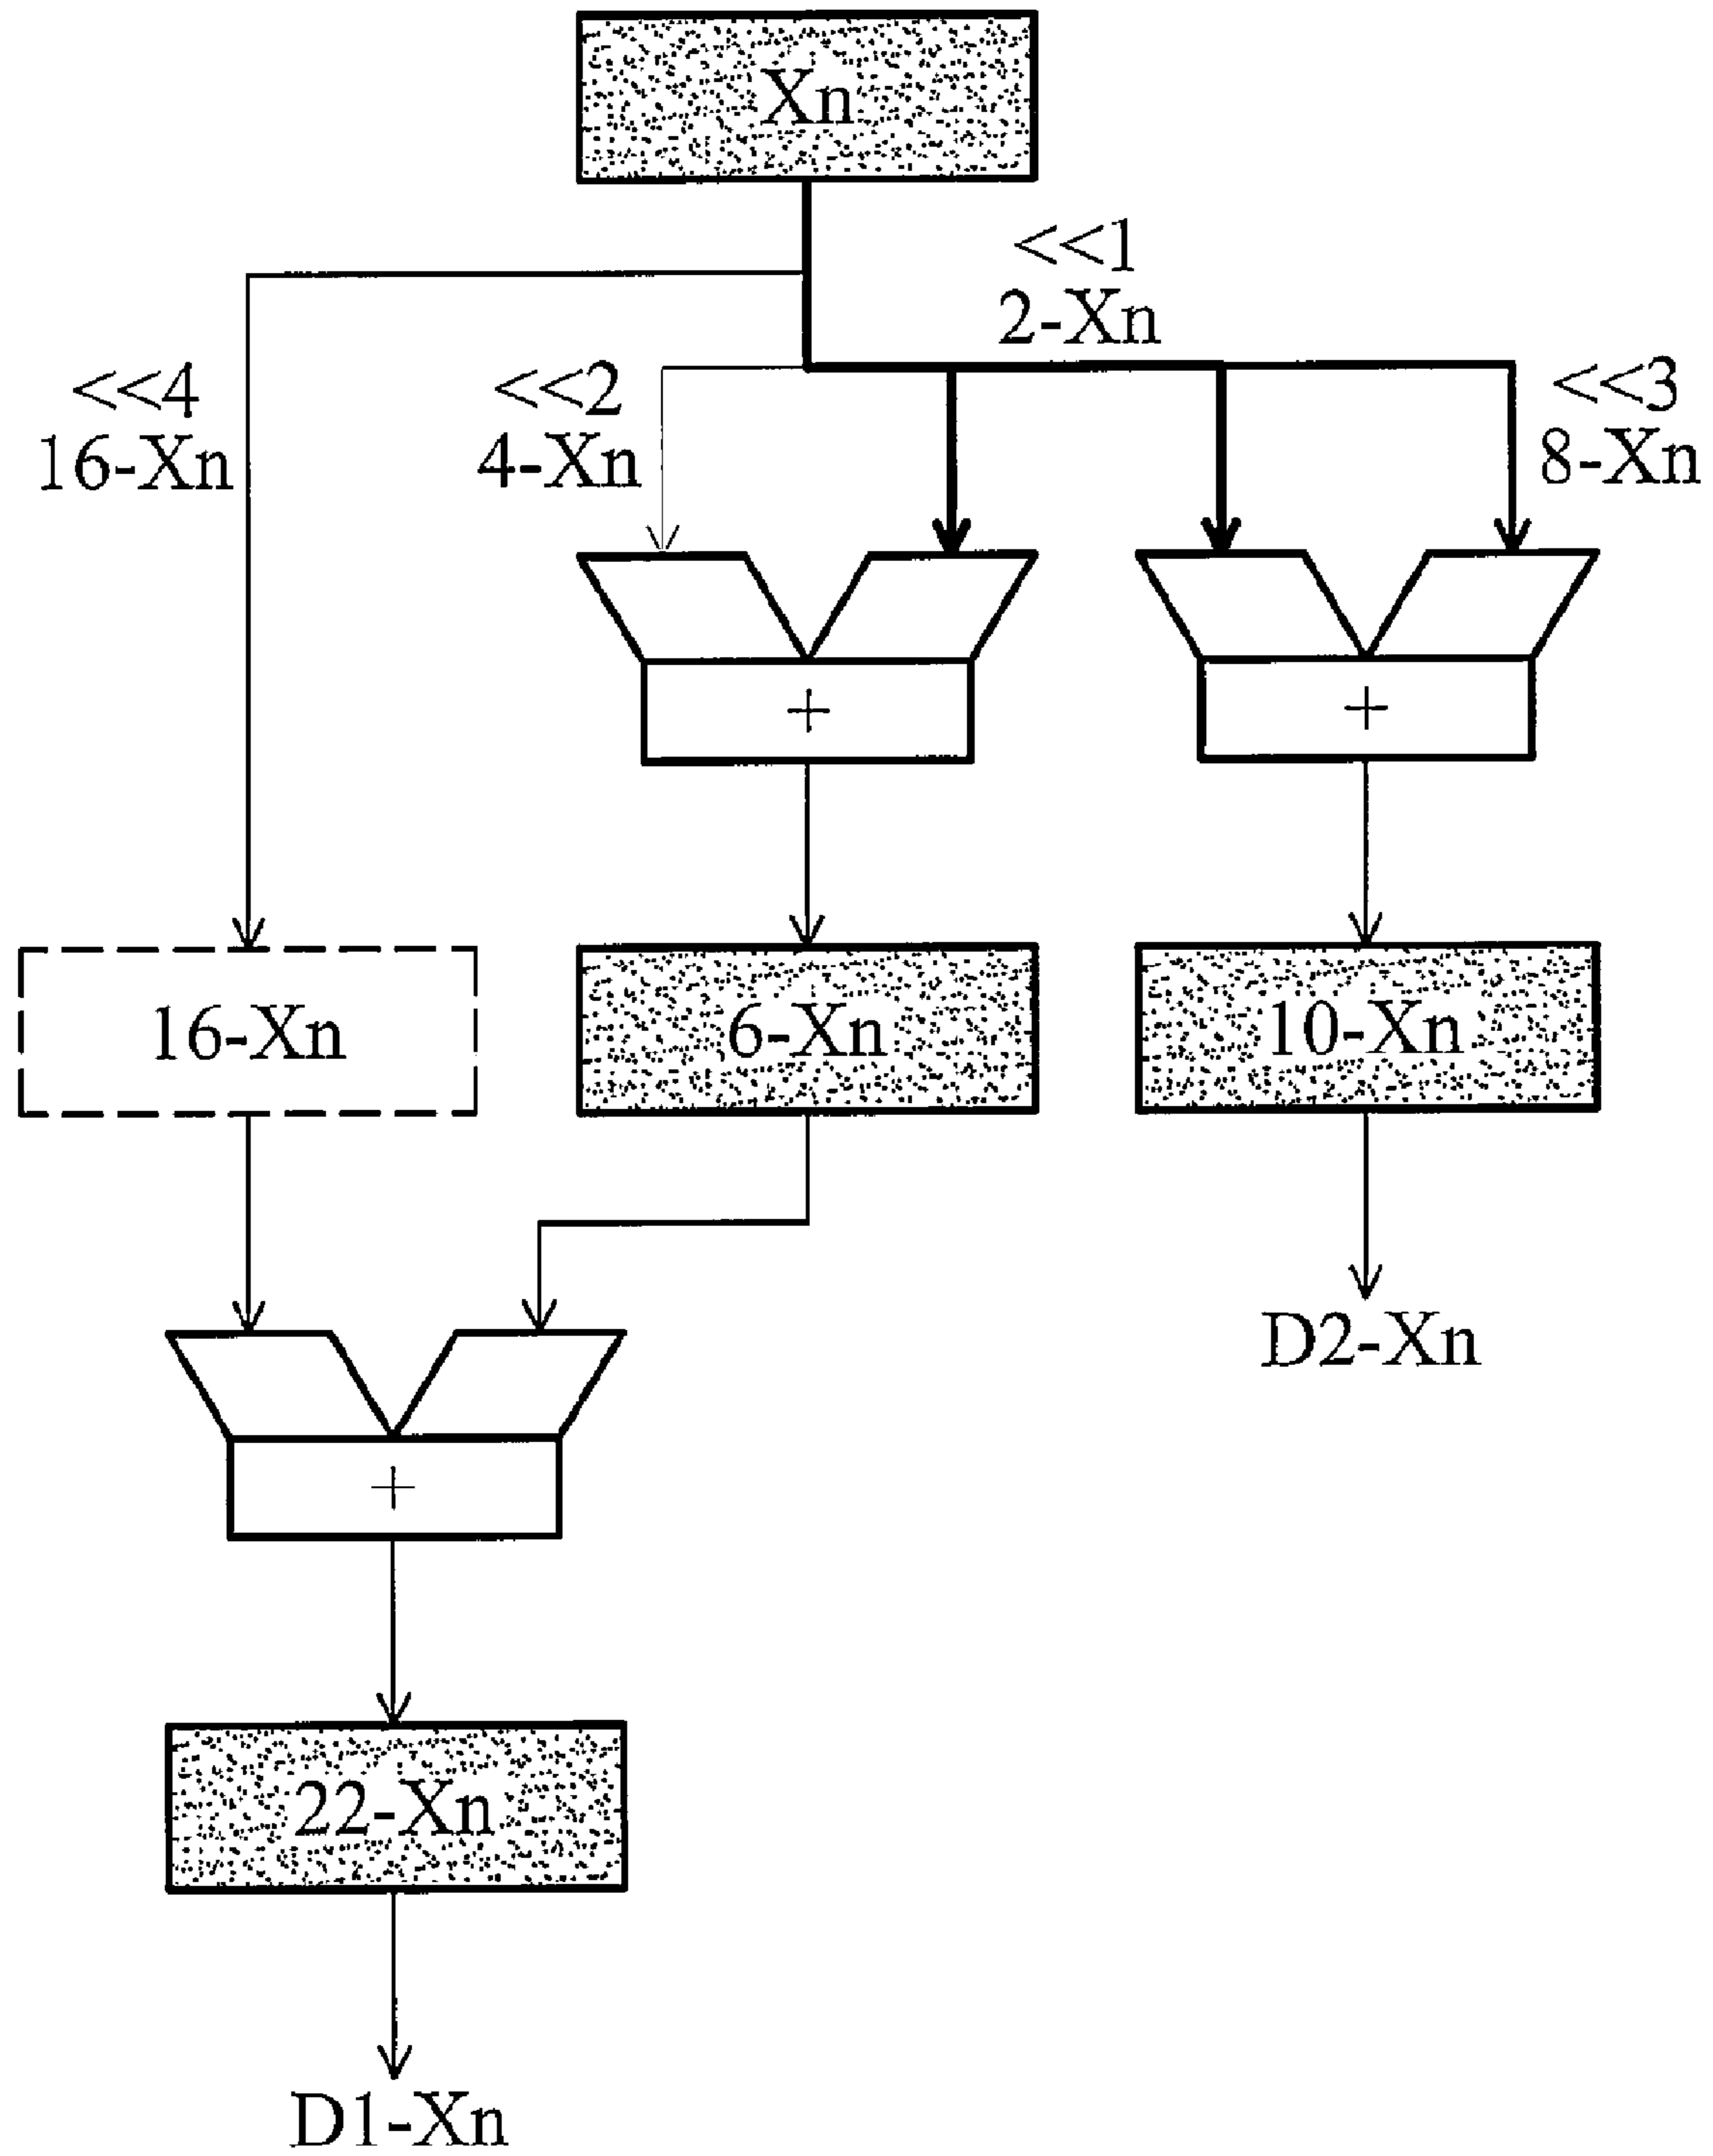 Xn
<<1
2-Xn
<<4
16-Xn
<<2
4-Xn
<<3
8-Xn
+
+
16-Xn
6-Xn
10-Xn
D2-Xn
+
22-Xn
D1-Xn